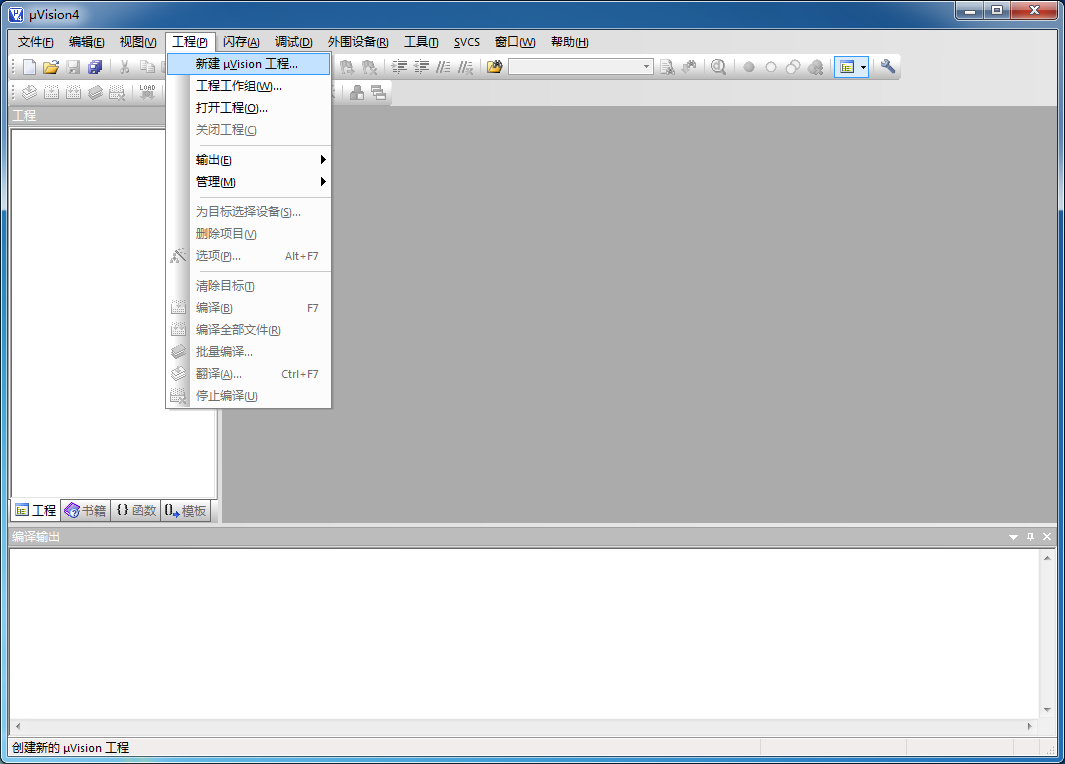 µVision4
文件(F) 编辑(E) 视图(V) 工程(P) 闪存(A) 调试(D) 外围设备(R) 工具(T) SVCS 窗口(W) 帮助(H)
新建 µVision 工程...
工程工作组(W)...
打开工程(O)...
关闭工程(C)
输出(E)
管理(M)
为目标选择设备(S)...
删除项目(V)
选项(P)... Alt+F7
清除目标(T)
编译(B) F7
编译全部文件(R)
批量编译...
翻译(A)... Ctrl+F7
停止编译(U)
LOAD
工程
工程 书籍 {} 函数 0 模板
编译输出
创建新的 µVision 工程